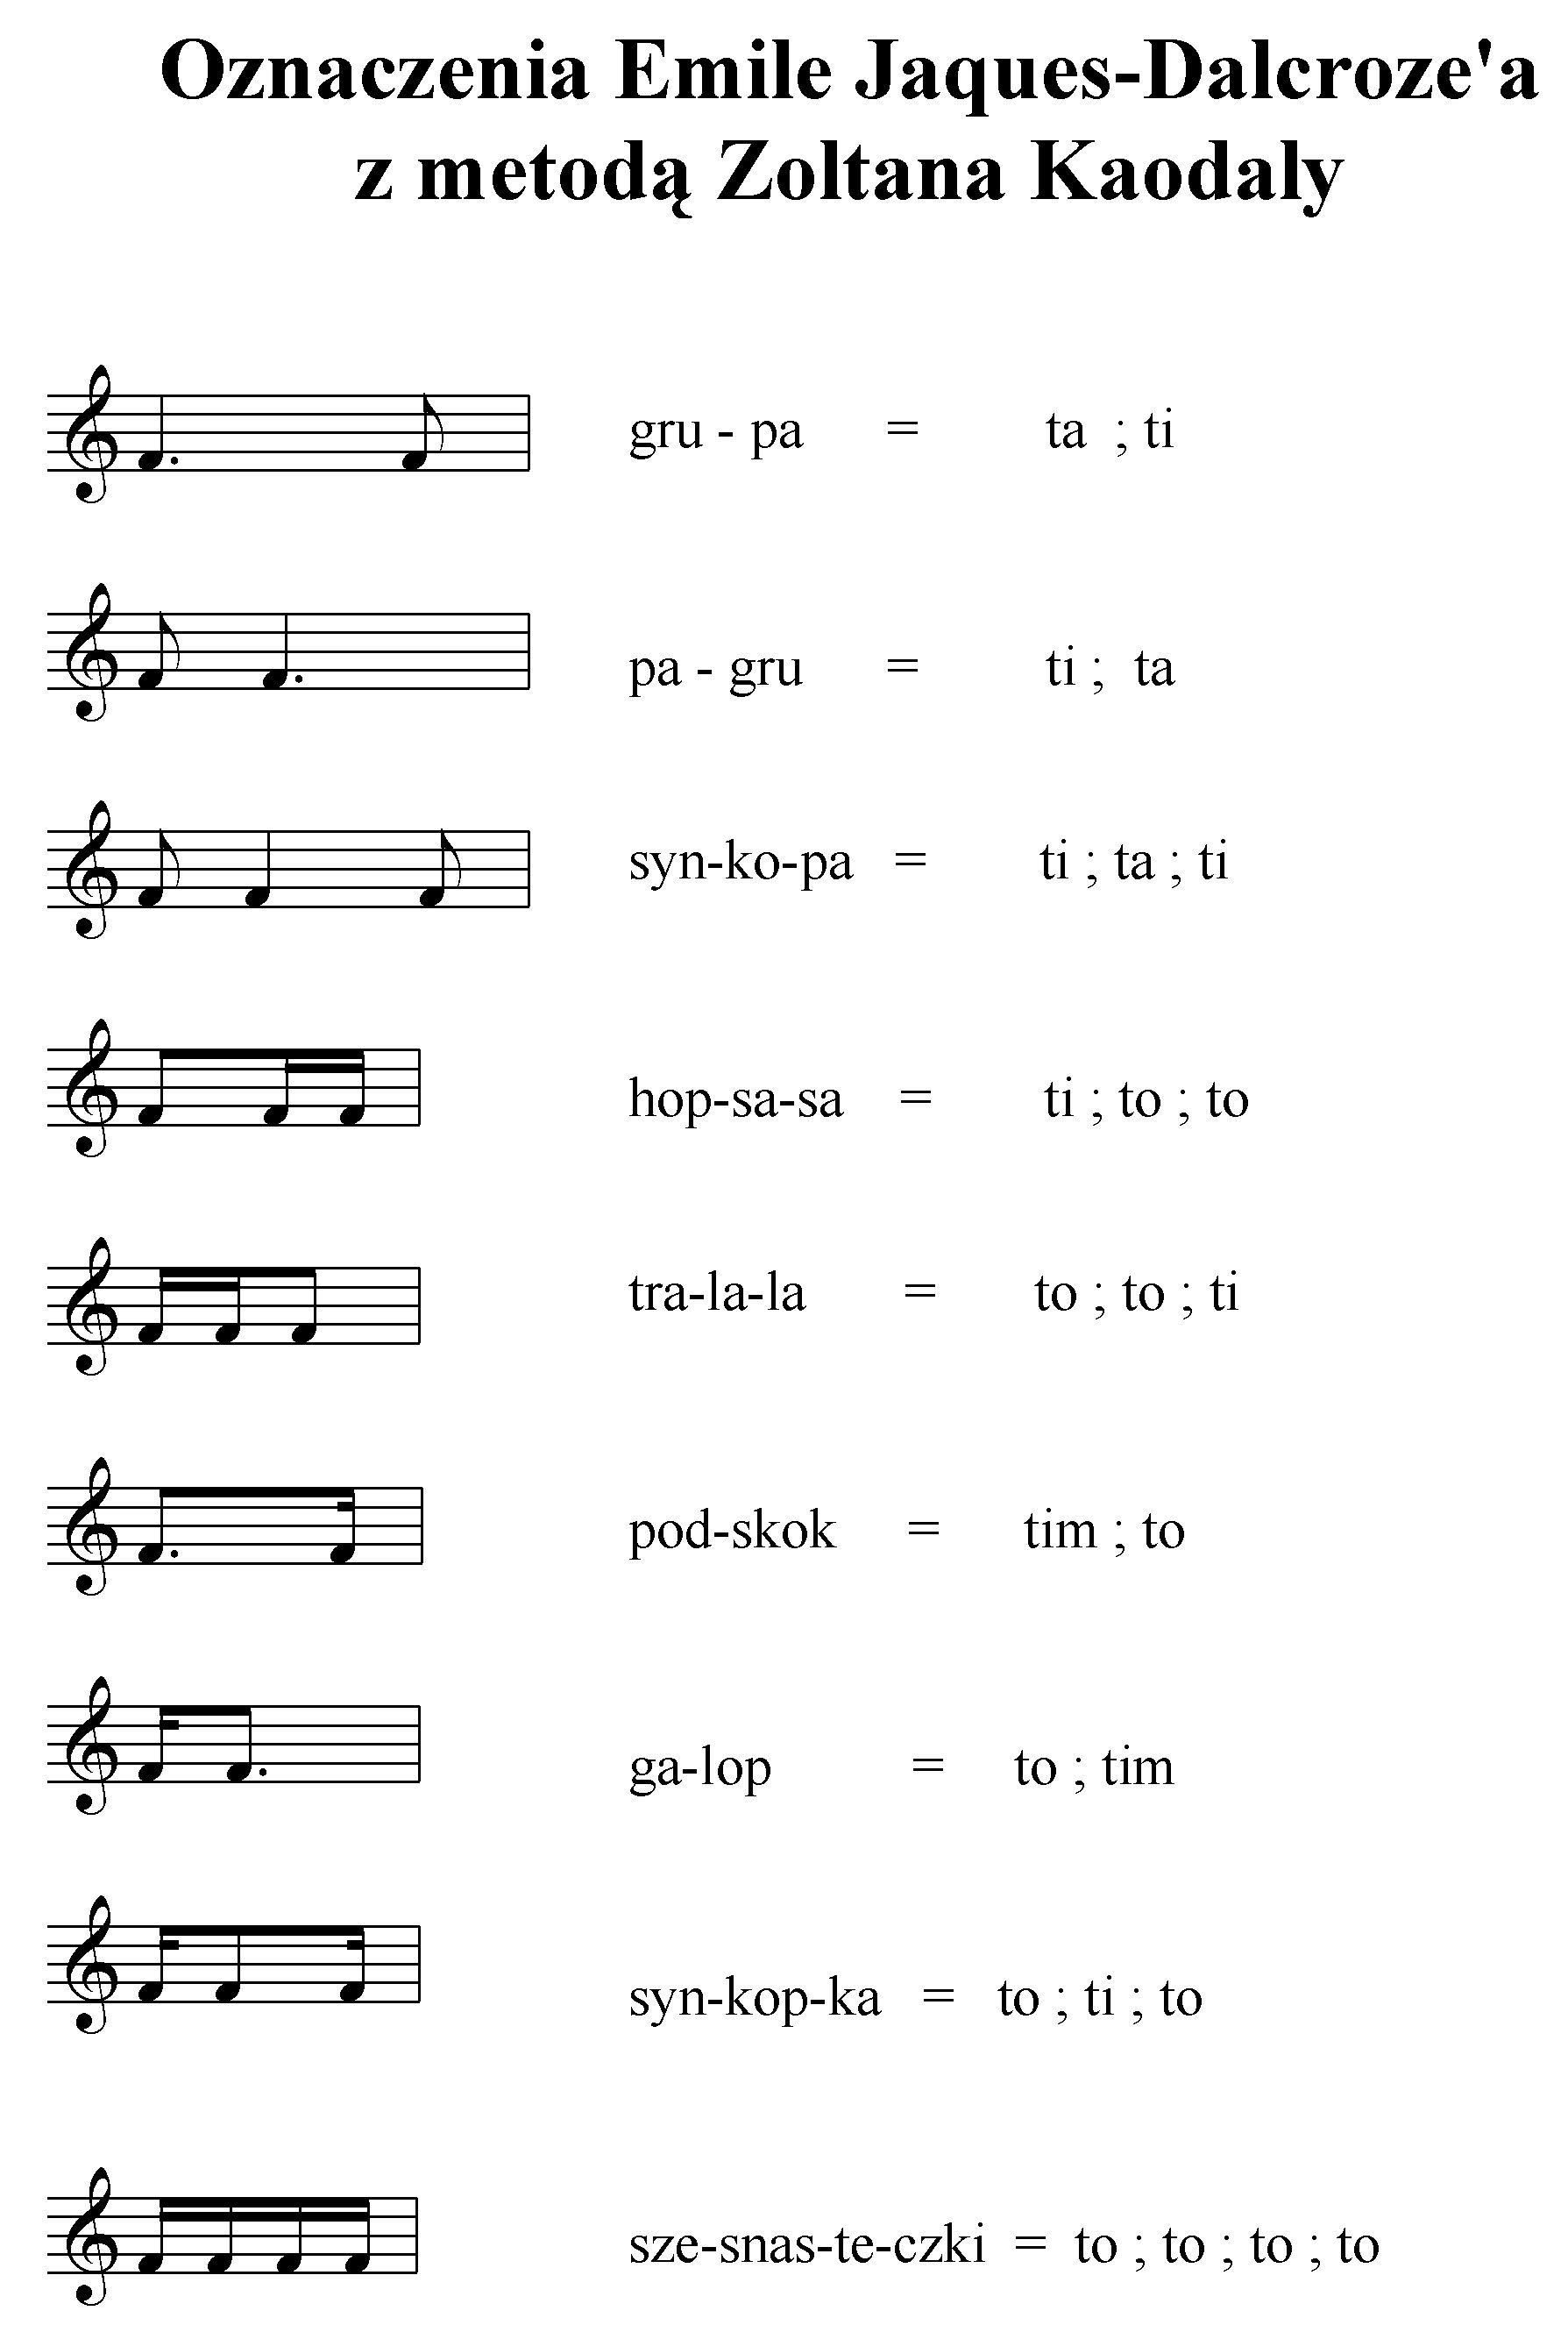 Oznaczenia Emile Jaques-Dalcroze'a
z metodą Zoltana Kaodaly
gru - pa = ta ; ti
pa - gru = ti ; ta
syn-ko-pa = ti ; ta ; ti
hop-sa-sa = ti ; to ; to
tra-la-la = to ; to ; ti
pod-skok = tim ; to
ga-lop = to ; tim
syn-kop-ka = to ; ti ; to
sze-snas-te-czki = to ; to ; to ; to